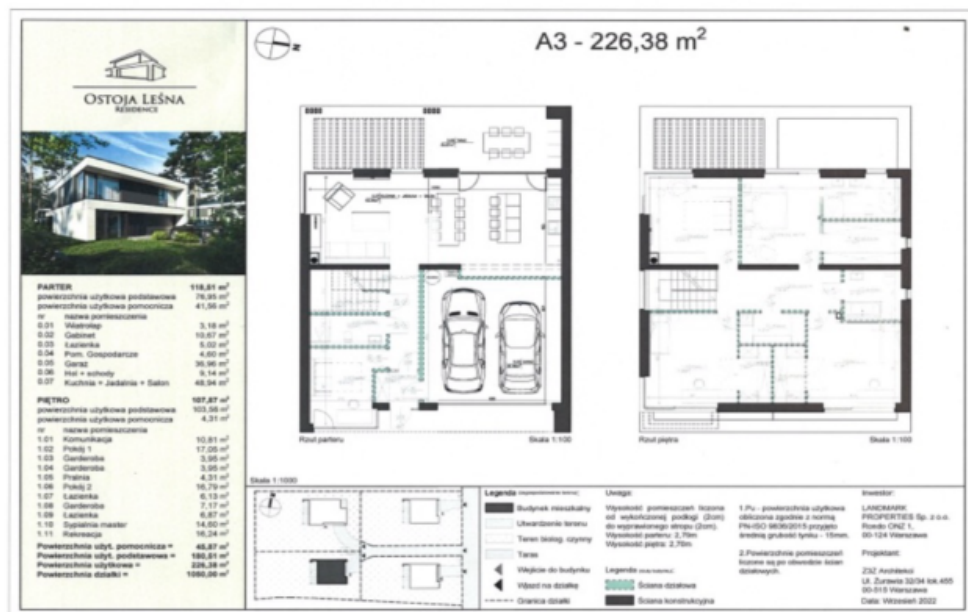 A3 - 226,38 m²
N
OSTOJA LEŚNA
RESIDENCE
PARTER 118,51 m²
powierzchnia użytkowa podstawowa 76,95 m²
powierzchnia użytkowa pomocnicza 41,56 m²
nr nazwa pomieszczenia
0.01 Wiatrołap 3,18 m²
0.02 Gabinet 10,67 m²
0.03 Łazienka 5,02 m²
0.04 Pom. Gospodarcze 4,60 m²
0.05 Garaż 36,96 m²
0.06 Hol + schody 9,14 m²
0.07 Kuchnia + Jadalnia + Salon 48,94 m²
PIĘTRO 107,87 m²
powierzchnia użytkowa podstawowa 103,56 m²
powierzchnia użytkowa pomocnicza 4,31 m²
nr nazwa pomieszczenia
1.01 Komunikacja 10,81 m²
1.02 Pokój 1 17,05 m²
1.03 Garderoba 3,95 m²
1.04 Garderoba 3,95 m²
1.05 Pralnia 4,31 m²
1.06 Pokój 2 16,79 m²
1.07 Łazienka 6,13 m²
1.08 Garderoba 7,17 m²
1.09 Łazienka 6,87 m²
1.10 Sypialnia master 14,60 m²
1.11 Rekreacja 16,24 m²
Powierzchnia użyt. pomocnicza = 45,87 m²
Powierzchnia użyt. podstawowa = 180,51 m²
Powierzchnia użytkowa = 226,38 m²
Powierzchnia działki = 1050,00 m²
Rzut parteru Skala 1:100
Rzut piętra Skala 1:100
Skala 1:1000
Legenda
Budynek mieszkalny
Utwardzenie terenu
Teren biolog. czynny
Taras
Wejście do budynku
Wjazd na działkę
Granica działki
Uwaga:
Wysokość pomieszczeń liczona
od wykończonej podłogi (2cm)
do wyprawionego stropu (2cm).
Wysokość parteru: 2,79m
Wysokość piętra: 2,70m
Legenda
Ściana działowa
Ściana konstrukcyjna
1.Pu - powierzchnia użytkowa
obliczona zgodnie z normą
PN-ISO 9836/2015 przyjęto
średnią grubość tynku - 15mm.
2.Powierzchnie pomieszczeń
liczone są po obwodzie ścian
działowych.
Inwestor:
LANDMARK
PROPERTIES Sp. z o.o.
Rondo ONZ 1,
00-124 Warszawa
Projektant:
Z3Z Architekci
Ul. Żurawia 32/34 lok.455
00-515 Warszawa
Data: Wrzesień 2022